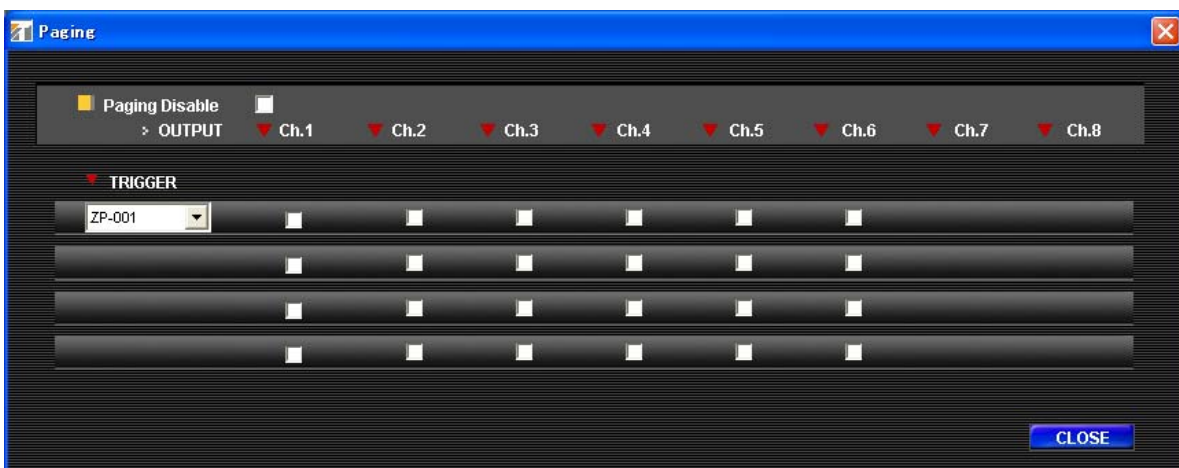 Paging
Paging Disable
> OUTPUT Ch.1 Ch.2 Ch.3 Ch.4 Ch.5 Ch.6 Ch.7 Ch.8
TRIGGER
ZP-001
CLOSE